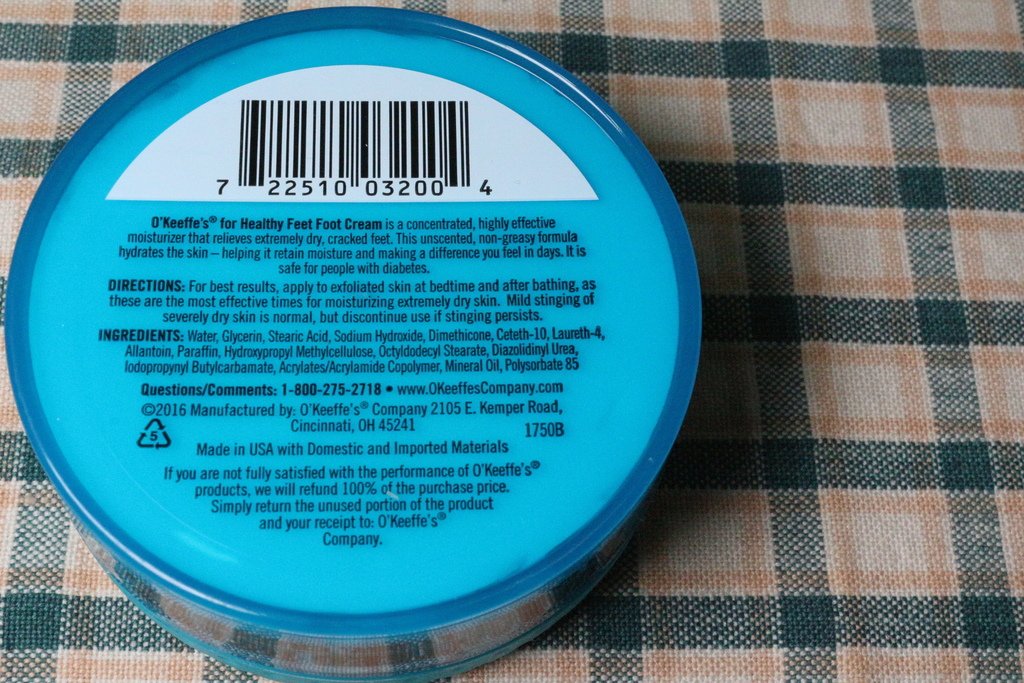 7 22510 03200 4
O'Keeffe's® for Healthy Feet Foot Cream is a concentrated, highly effective
moisturizer that relieves extremely dry, cracked feet. This unscented, non-greasy formula
hydrates the skin – helping it retain moisture and making a difference you feel in days. It is
safe for people with diabetes.
DIRECTIONS: For best results, apply to exfoliated skin at bedtime and after bathing, as
these are the most effective times for moisturizing extremely dry skin. Mild stinging of
severely dry skin is normal, but discontinue use if stinging persists.
INGREDIENTS: Water, Glycerin, Stearic Acid, Sodium Hydroxide, Dimethicone, Ceteth-10, Laureth-4,
Allantoin, Paraffin, Hydroxypropyl Methylcellulose, Octyldodecyl Stearate, Diazolidinyl Urea,
Iodopropynyl Butylcarbamate, Acrylates/Acrylamide Copolymer, Mineral Oil, Polysorbate 85
Questions/Comments: 1-800-275-2718 • www.OKeeffesCompany.com
©2016 Manufactured by: O'Keeffe's® Company 2105 E. Kemper Road,
Cincinnati, OH 45241
5
1750B
Made in USA with Domestic and Imported Materials
If you are not fully satisfied with the performance of O'Keeffe's®
products, we will refund 100% of the purchase price.
Simply return the unused portion of the product
and your receipt to: O'Keeffe's®
Company.